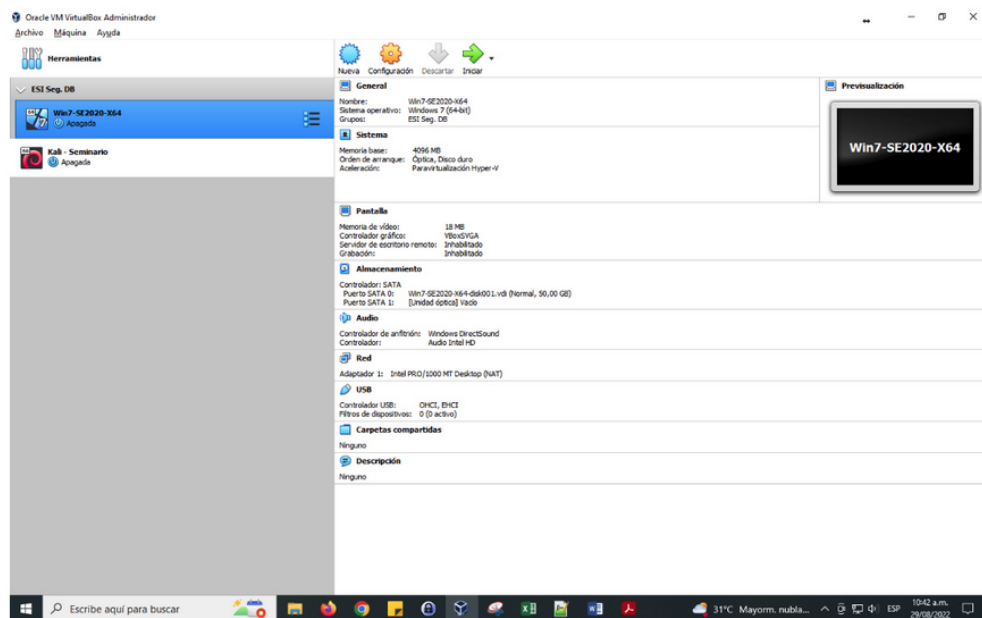 Oracle VM VirtualBox Administrador
Archivo Máquina Ayuda
Herramientas
ESI Seg. DB
Win7-SE2020-X64
Apagada
Kali - Seminario
Apagada
Nueva Configuración Descartar Iniciar
General
Nombre: Win7-SE2020-X64
Sistema operativo: Windows 7 (64-bit)
Grupos: ESI Seg. DB
Sistema
Memoria base: 4096 MB
Orden de arranque: Óptica, Disco duro
Aceleración: Paravirtualización Hyper-V
Previsualización
Win7-SE2020-X64
Pantalla
Memoria de vídeo: 18 MB
Controlador gráfico: VBoxSVGA
Servidor de escritorio remoto: Inhabilitado
Grabación: Inhabilitado
Almacenamiento
Controlador: SATA
Puerto SATA 0: Win7-SE2020-X64-disk001.vdi (Normal, 50,00 GB)
Puerto SATA 1: [Unidad óptica] Vacío
Audio
Controlador de anfitrión: Windows DirectSound
Controlador: Audio Intel HD
Red
Adaptador 1: Intel PRO/1000 MT Desktop (NAT)
USB
Controlador USB: OHCI, EHCI
Filtros de dispositivos: 0 (0 activo)
Carpetas compartidas
Ninguno
Descripción
Ninguno
Escribe aquí para buscar
31°C Mayorm. nubla... ESP
10:42 a.m.
29/08/2022